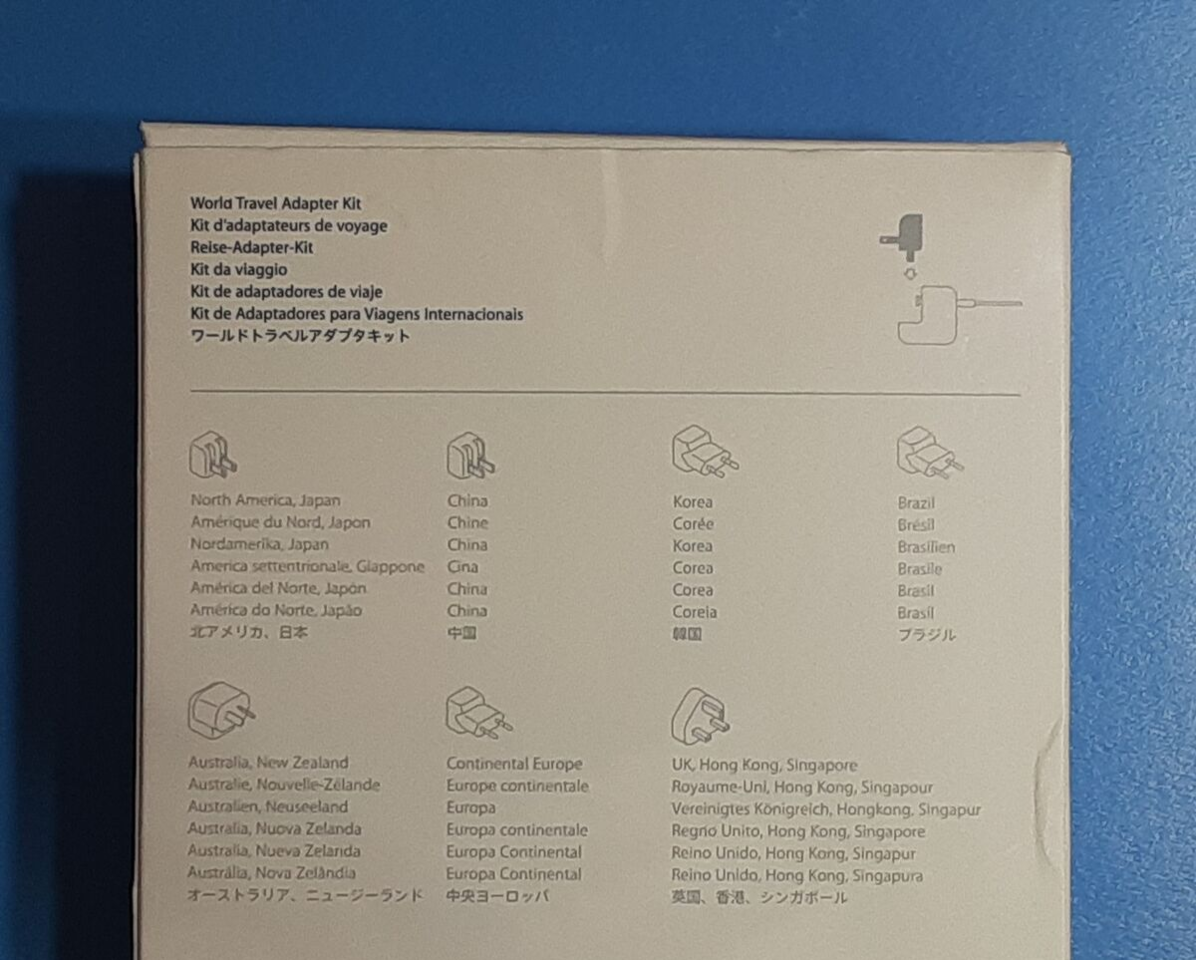 World Travel Adapter Kit
Kit d'adaptateurs de voyage
Reise-Adapter-Kit
Kit da viaggio
Kit de adaptadores de viaje
Kit de Adaptadores para Viagens Internacionais
ワールドトラベルアダプタキット
North America, Japan
Amérique du Nord, Japon
Nordamerika, Japan
America settentrionale, Giappone
América del Norte, Japón
América do Norte, Japão
北アメリカ、日本
China
Chine
China
Cina
China
China
中国
Korea
Corée
Korea
Corea
Corea
Coreia
韓国
Brazil
Brésil
Brasilien
Brasile
Brasil
Brasil
ブラジル
Australia, New Zealand
Australie, Nouvelle-Zélande
Australien, Neuseeland
Australia, Nuova Zelanda
Australia, Nueva Zelanda
Austrália, Nova Zelândia
オーストラリア、ニュージーランド
Continental Europe
Europe continentale
Europa
Europa continentale
Europa Continental
Europa Continental
中央ヨーロッパ
UK, Hong Kong, Singapore
Royaume-Uni, Hong Kong, Singapour
Vereinigtes Königreich, Hongkong, Singapur
Regno Unito, Hong Kong, Singapore
Reino Unido, Hong Kong, Singapur
Reino Unido, Hong Kong, Singapura
英国、香港、シンガポール